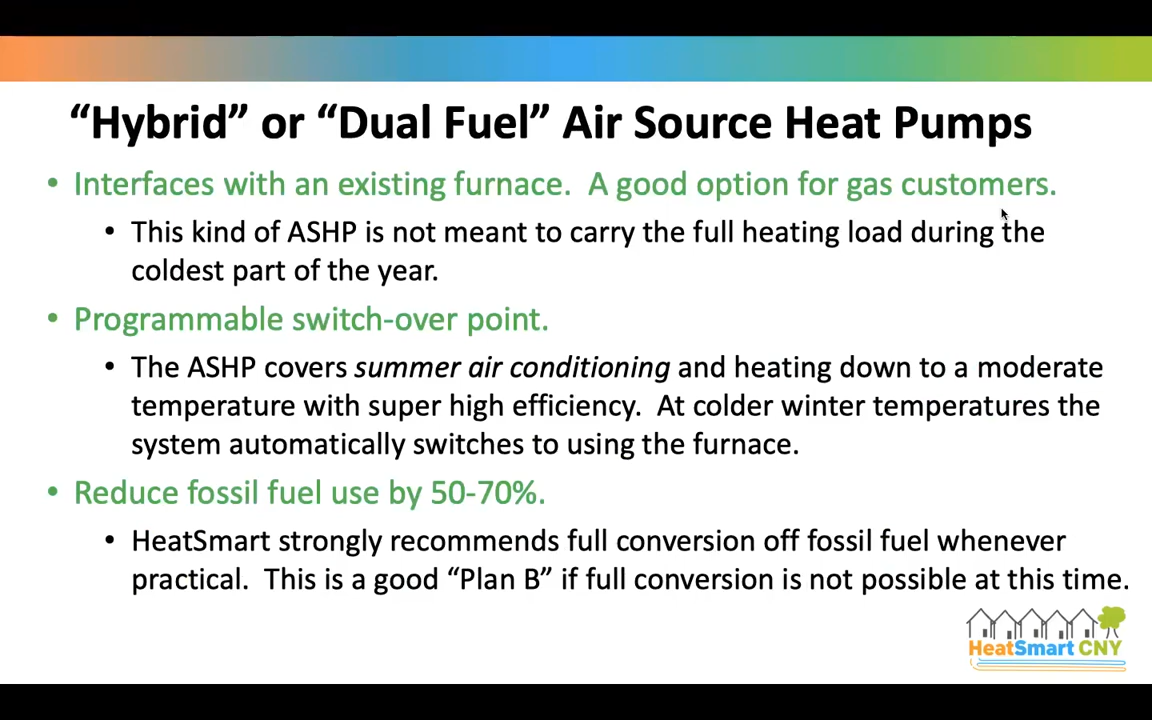 “Hybrid” or “Dual Fuel” Air Source Heat Pumps
• Interfaces with an existing furnace.  A good option for gas customers.
• This kind of ASHP is not meant to carry the full heating load during the
coldest part of the year.
• Programmable switch-over point.
• The ASHP covers summer air conditioning and heating down to a moderate
temperature with super high efficiency.  At colder winter temperatures the
system automatically switches to using the furnace.
• Reduce fossil fuel use by 50-70%.
• HeatSmart strongly recommends full conversion off fossil fuel whenever
practical.  This is a good “Plan B” if full conversion is not possible at this time.
HeatSmart CNY